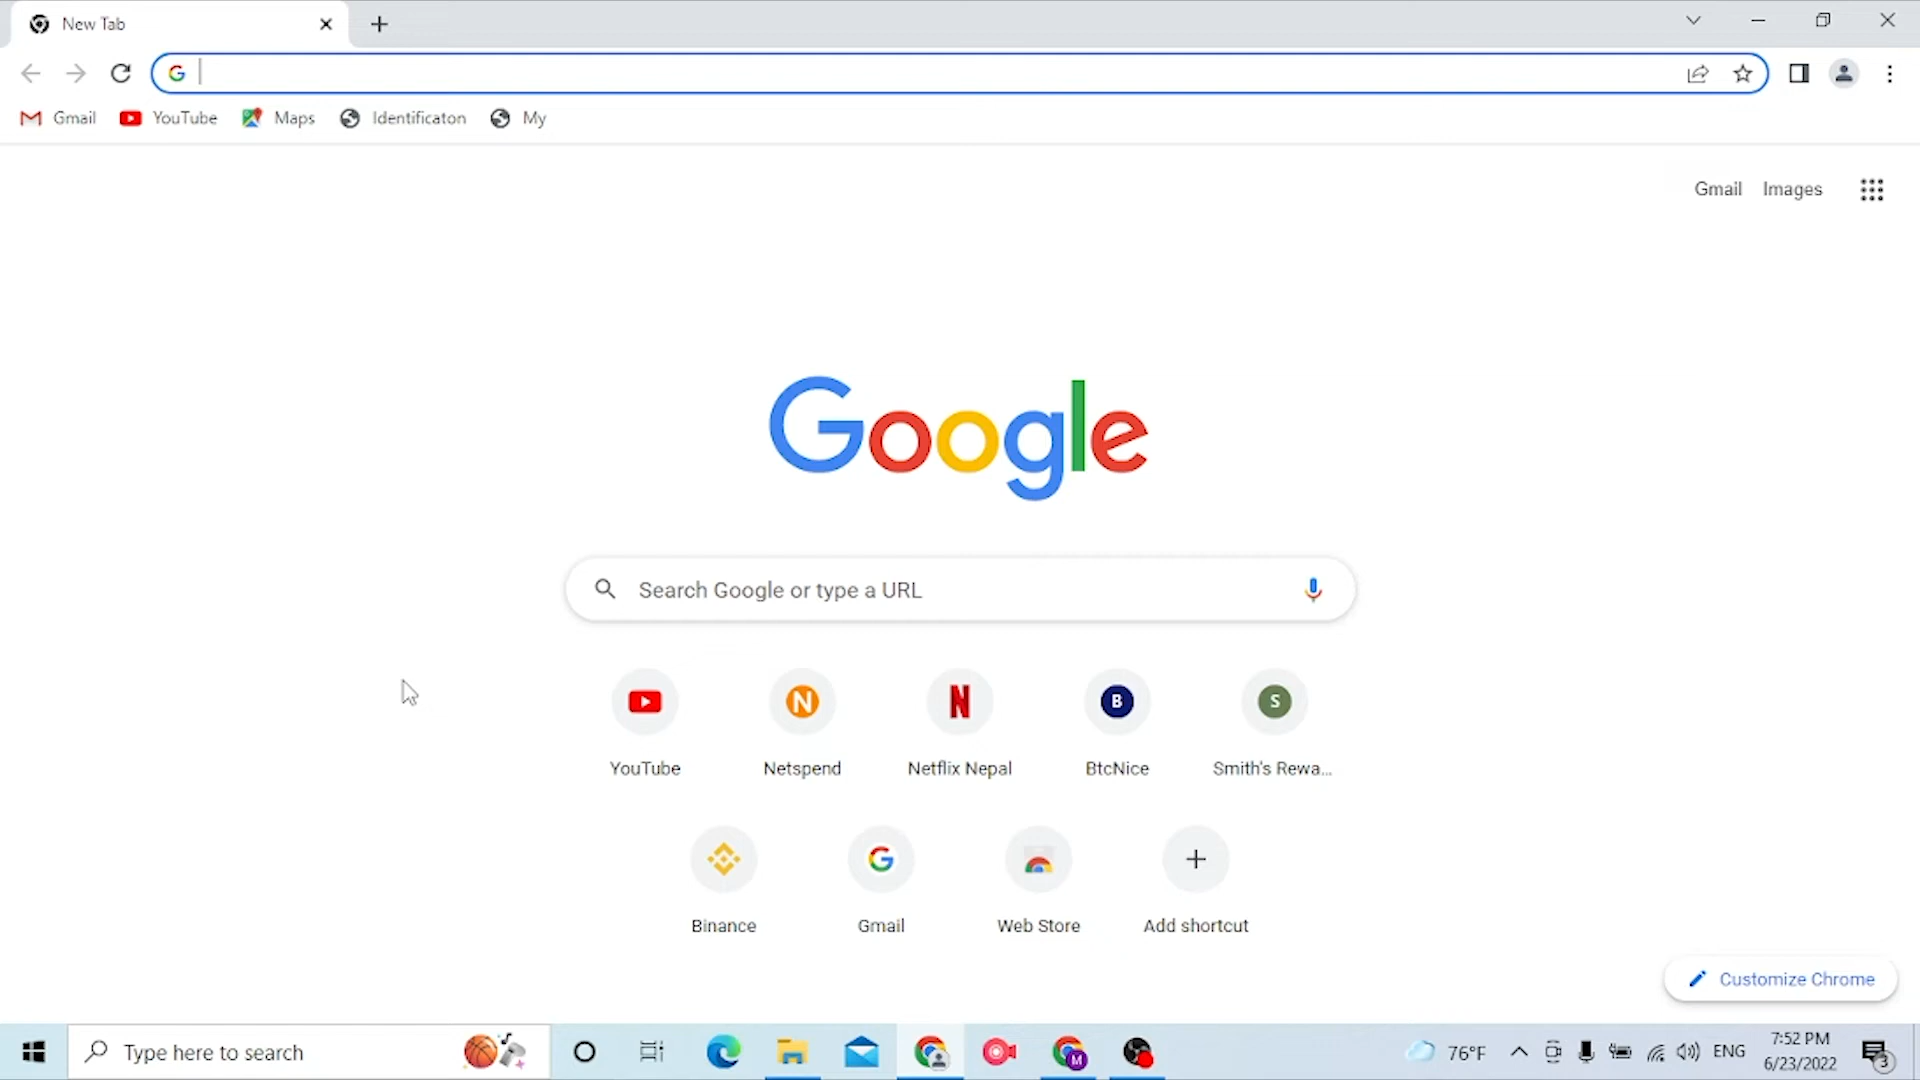 New Tab
Gmail YouTube Maps Identificaton My
Gmail Images
Google
Search Google or type a URL
YouTube Netspend Netflix Nepal BtcNice Smith's Rewa...
Binance Gmail Web Store Add shortcut
Customize Chrome
Type here to search 76°F ENG 7:52 PM
6/23/2022 3